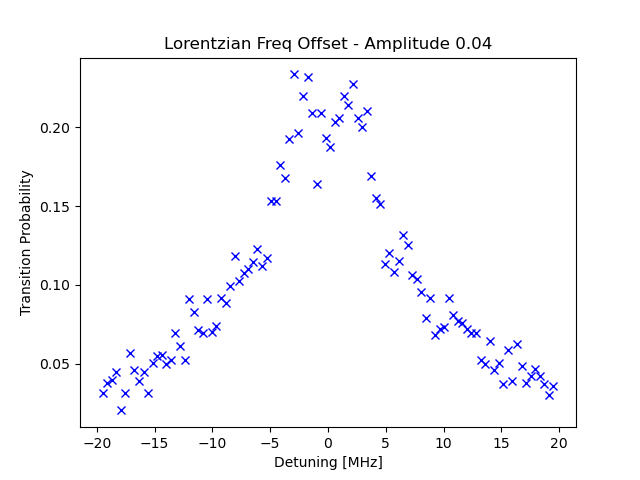 Lorentzian Freq Offset - Amplitude 0.04
Transition Probability
0.20
0.15
0.10
0.05
−20 −15 −10 −5 0 5 10 15 20
Detuning [MHz]